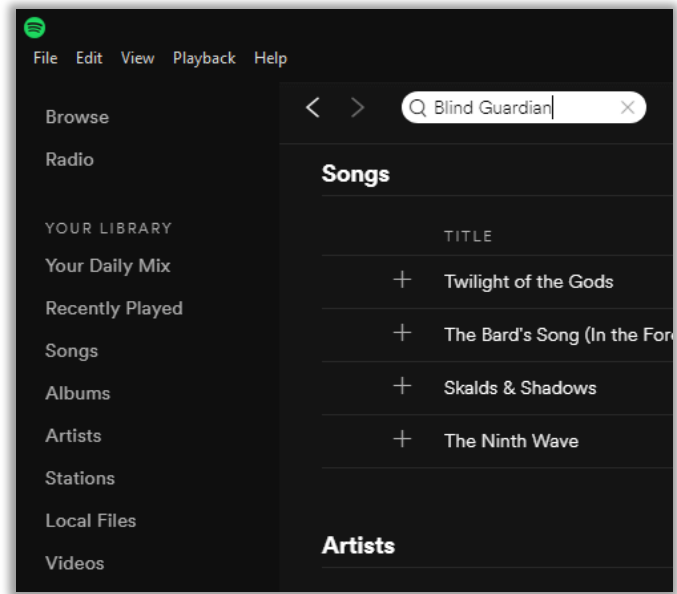 File Edit View Playback Help
Browse
Radio
YOUR LIBRARY
Your Daily Mix
Recently Played
Songs
Albums
Artists
Stations
Local Files
Videos
Blind Guardian
Songs
TITLE
Twilight of the Gods
The Bard's Song (In the
Skalds & Shadows
The Ninth Wave
Artists